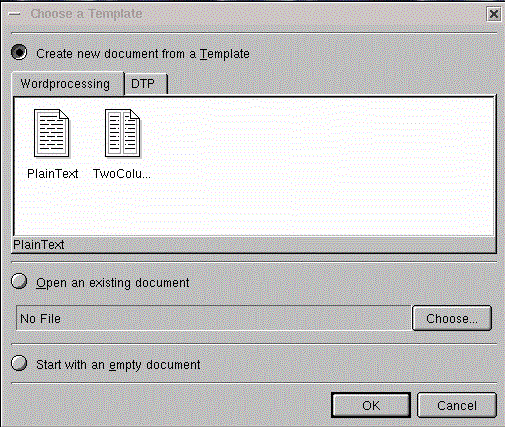 Choose a Template
Create new document from a Template
Wordprocessing DTP
PlainText TwoColu...
PlainText
Open an existing document
No File Choose...
Start with an empty document
OK Cancel